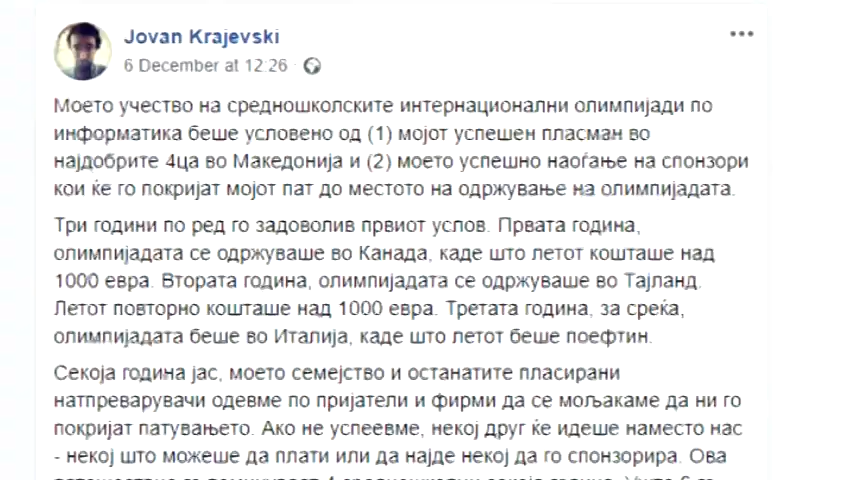 Jovan Krajevski
6 December at 12:26
Моето учество на средношколските интернационални олимпијади по
информатика беше условено од (1) мојот успешен пласман во
најдобрите 4ца во Македонија и (2) моето успешно наоѓање на спонзори
кои ќе го покријат мојот пат до местото на одржување на олимпијадата.
Три години по ред го задоволив првиот услов. Првата година,
олимпијадата се одржуваше во Канада, каде што летот кошташе над
1000 евра. Втората година, олимпијадата се одржуваше во Тајланд.
Летот повторно кошташе над 1000 евра. Третата година, за среќа,
олимпијадата беше во Италија, каде што летот беше поефтин.
Секоја година јас, моето семејство и останатите пласирани
натпреварувачи одевме по пријатели и фирми да се мољакаме да ни го
покријат патувањето. Ако не успеевме, некој друг ќе идеше наместо нас
- некој што можеше да плати или да најде некој да го спонзорира. Ова